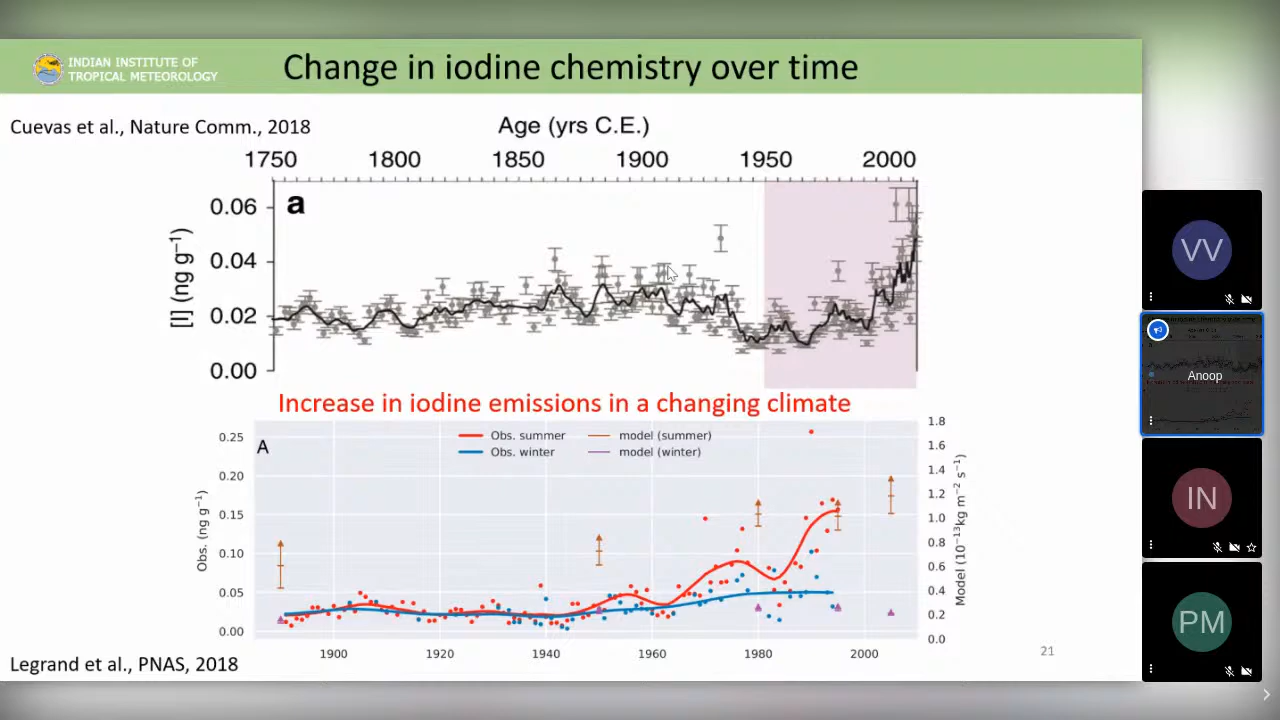 INDIAN INSTITUTE OF
TROPICAL METEOROLOGY
Change in iodine chemistry over time
Cuevas et al., Nature Comm., 2018
Age (yrs C.E.)
1750 1800 1850 1900 1950 2000
a
[I] (ng g⁻¹)
0.06
0.04
0.02
0.00
Increase in iodine emissions in a changing climate
A
Obs. summer model (summer)
Obs. winter model (winter)
Obs. (ng g⁻¹)
0.25
0.20
0.15
0.10
0.05
0.00
1.8
1.6
1.4
1.2
1.0
0.8
0.6
0.4
0.2
0.0
Model (10⁻¹³kg m⁻² s⁻¹)
1900 1920 1940 1960 1980 2000
Legrand et al., PNAS, 2018
21
VV
Anoop
IN
PM